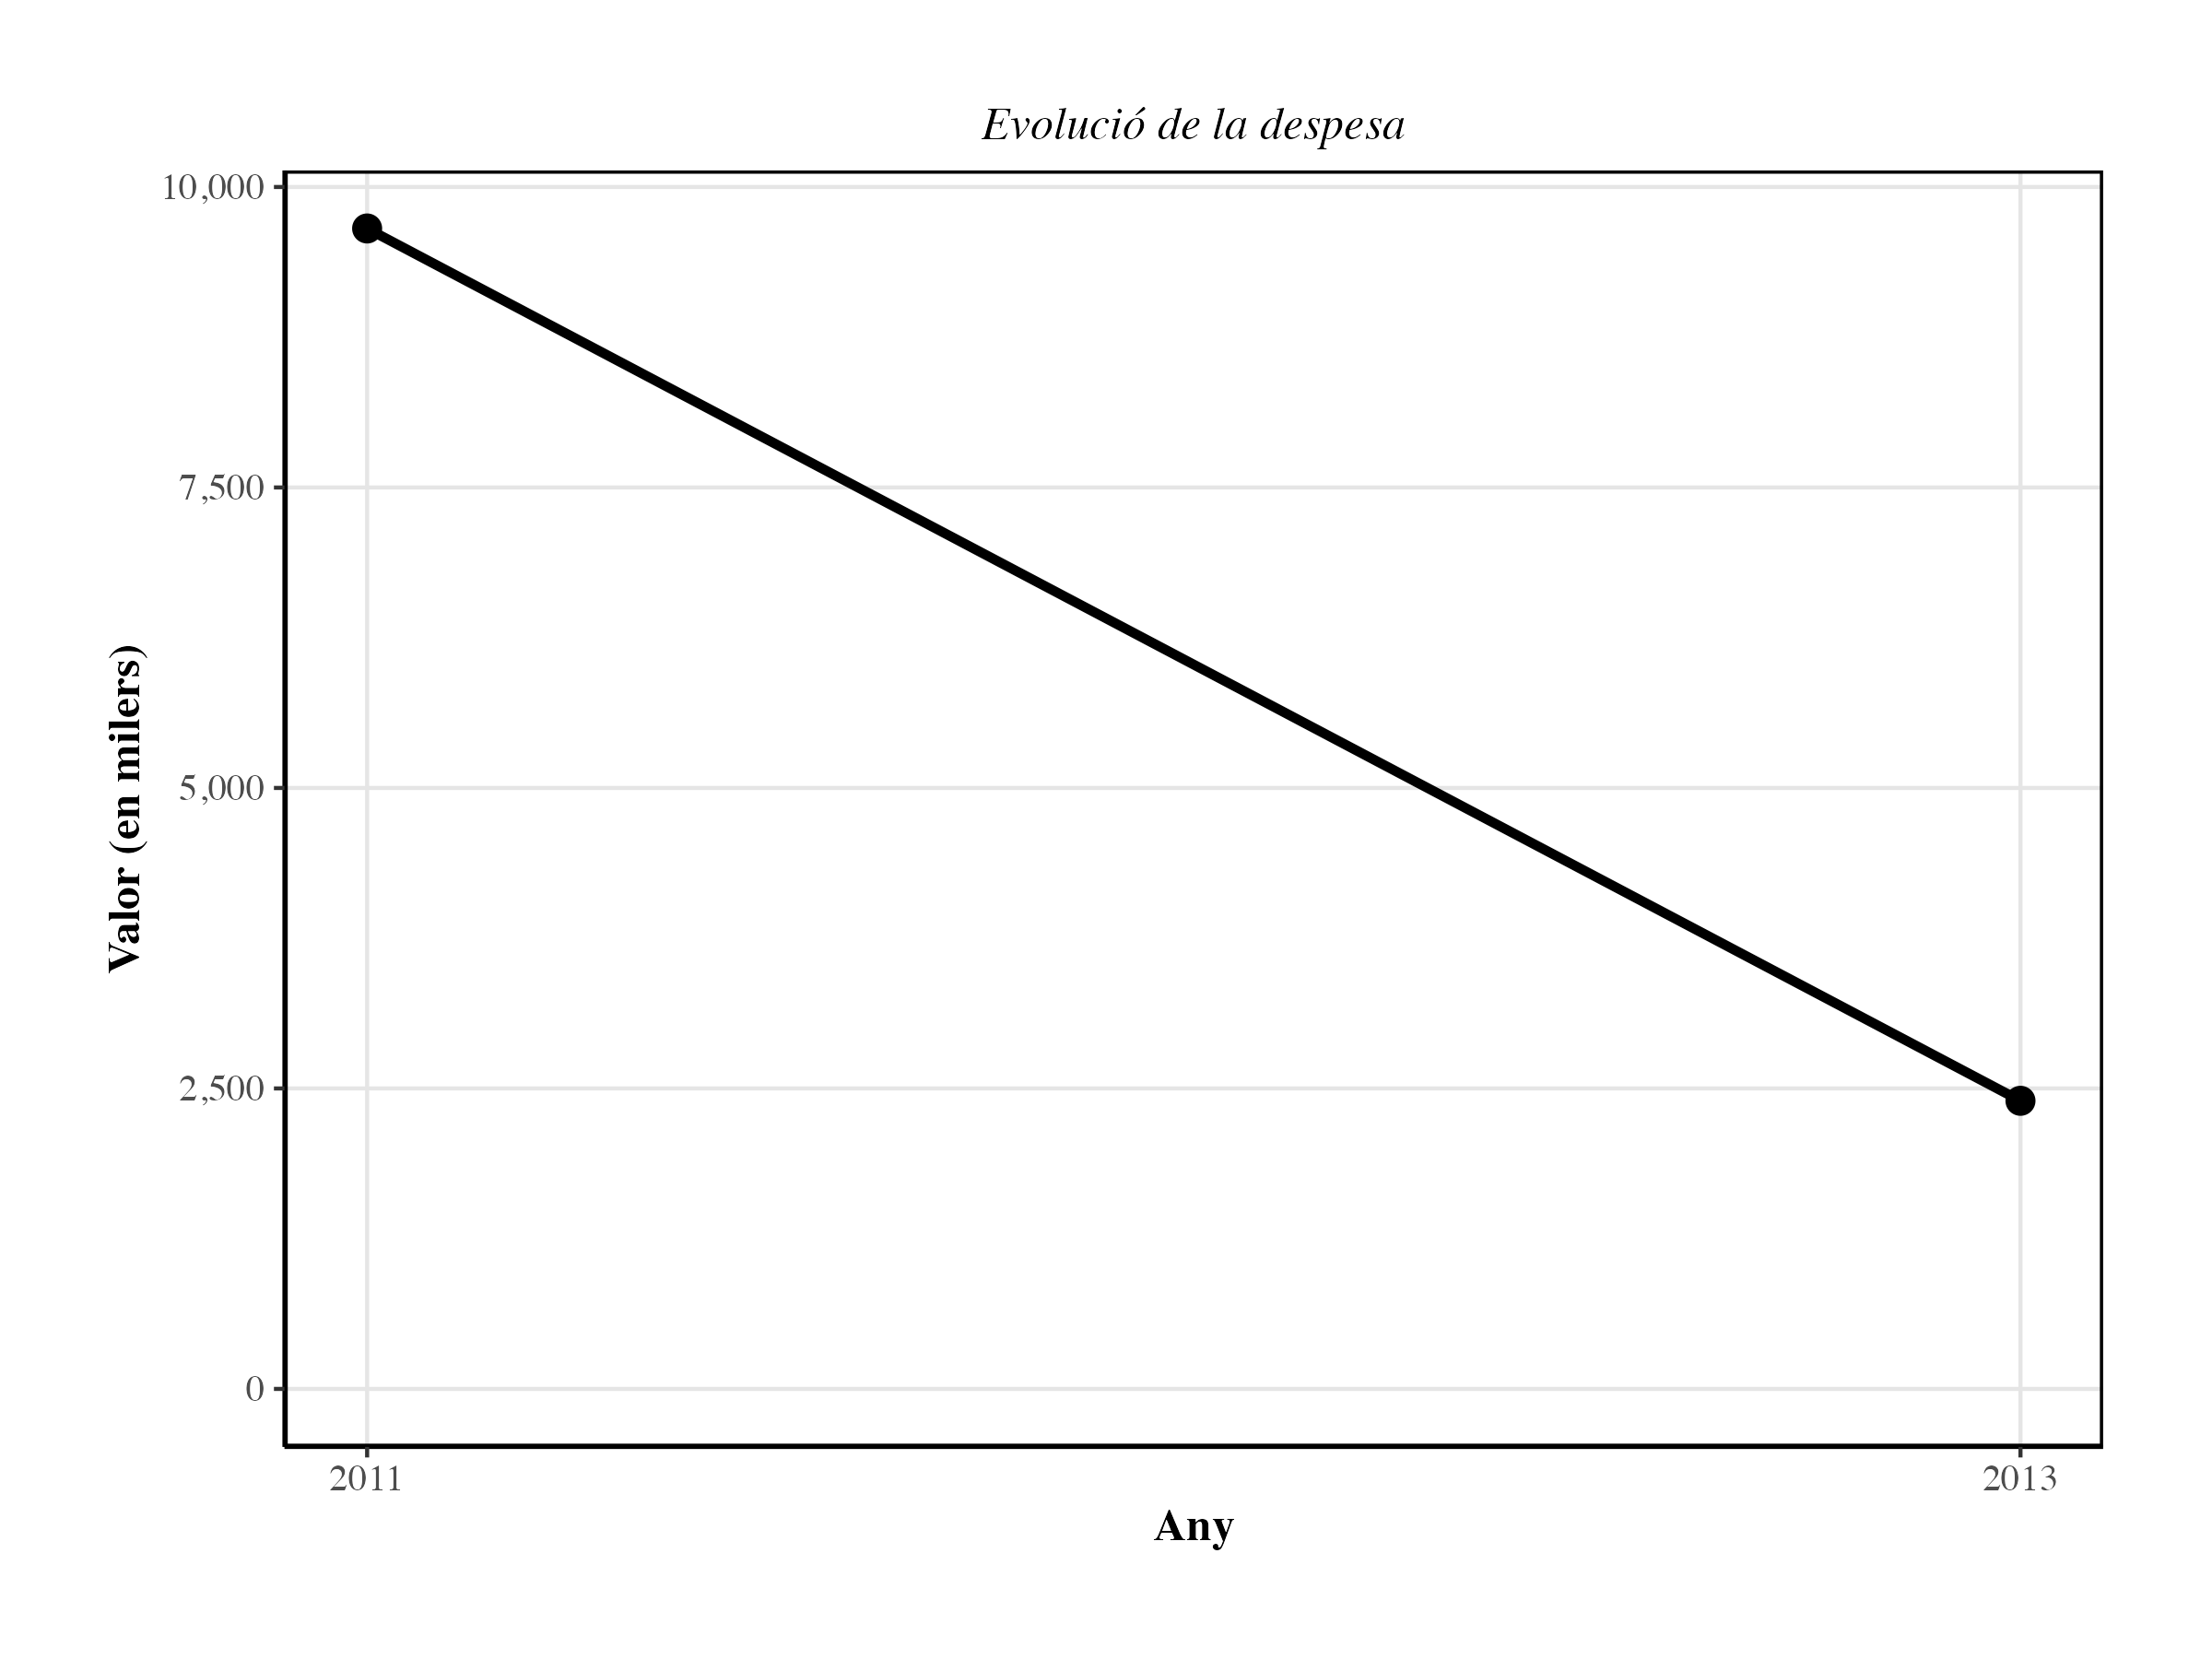 Evolució de la despesa
10,000
7,500
5,000
2,500
0
Valor (en milers)
2011
2013
Any